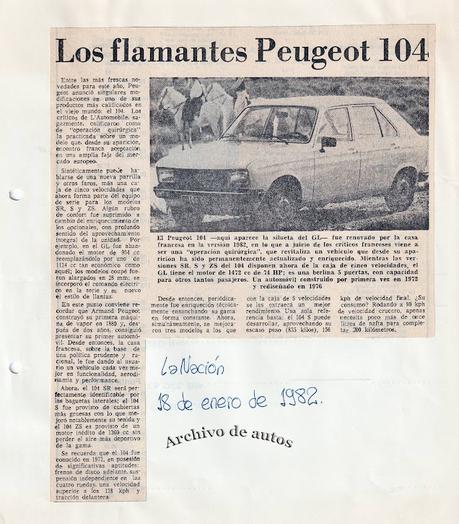 Los flamantes Peugeot 104
Entre las más frescas no-
vedades para este año, Peu-
geot anunció singulares mo-
dificaciones en uno de sus
productos más calificados en
el viejo mundo: el 104. Los
críticos de L'Automobile, sa-
gazmente, calificaron como
de "operación quirúrgica"
la practicada sobre un mode-
lo que, desde su aparición,
encontró franca aceptación
en una amplia faja del mer-
cado europeo.
Sintéticamente puede ha-
blarse de una nueva parrilla
y otros faros, más una ca-
ja de cinco velocidades que
ahora forma parte del equipo
de serie para los modelos
SR, S y ZS. Algún rubro
de confort fue suprimido a
cambio del enriquecimiento de
los opcionales, con profundo
sentido del aprovechamiento
integral de la unidad. Por
ejemplo, en el GL fue aban-
donado el motor de 954 cc
reemplazándolo por uno de
1124 cc tan económico como
aquel; los modelos coupé fue-
ron alargados en 28 mm; se
incorporó el comando eléctri-
co en la serie y nuevo
el estilo de llantas.
En este punto conviene re-
cordar que Armand Peugeot
construyó su primera máqui-
na de vapor en 1889 y, des-
pués de dos años, consiguió
presentar su primer automó-
vil. Desde entonces, la casa
francesa, sobre la base de
una política prudente y ra-
cional, le fue dando al usua-
rio un vehículo cada vez me-
jor en funcionalidad, aerodi-
namia y performance.
Ahora, el 104 SR será per-
fectamente identificable por
las baguetas laterales; el 104
S fue provisto de cubiertas
más gruesas con lo que mejo-
ró notablemente su tenida y
el 104 ZS es provisto de un
motor inédito de 1360 cc sin
perder el aire más deportivo
de la gama.
Se recuerda que el 104 fue
conocido en 1972, en posesión
de significativas aptitudes:
frenos de disco adelante, sus-
pensión independiente en las
cuatro ruedas, una velocidad
superior a los 135 kph y
tracción delantera.
El Peugeot 104 —aquí aparece la silueta del GL— fue renovado por la casa
francesa en la versión 1982, en lo que a juicio de los críticos franceses viene a
ser una "operación quirúrgica", que revitaliza un vehículo que desde su apa-
rición ha sido permanentemente actualizado y enriquecido. Mientras las ver-
siones SR, S y ZS del 104 disponen ahora de la caja de cinco velocidades, el
GL tiene el motor de 1472 cc de 74 HP; es una berlina 5 puertas, con capacidad
para otros tantos pasajeros. Un automóvil construido por primera vez en 1972
y rediseñado en 1976
Desde entonces, periódica-
mente fue enriquecido técnica-
mente ensanchando su gama
en forma constante. Ahora,
simultáneamente, se mejora-
ron tres modelos a los que
con la caja de 5 velocidades
se les extraerá un mejor
rendimiento. Una sola refe-
rencia basta: el 104 S puede
desarrollar, aprovechando su
escaso peso (835 kilos), 156
kph de velocidad final. ¿Su
consumo? Rodando a 90 kph
de velocidad crucero, apenas
necesita poco más de once
litros de nafta para comple-
tar 200 kilómetros.
La Nación
18 de enero de 1982.
Archivo de autos